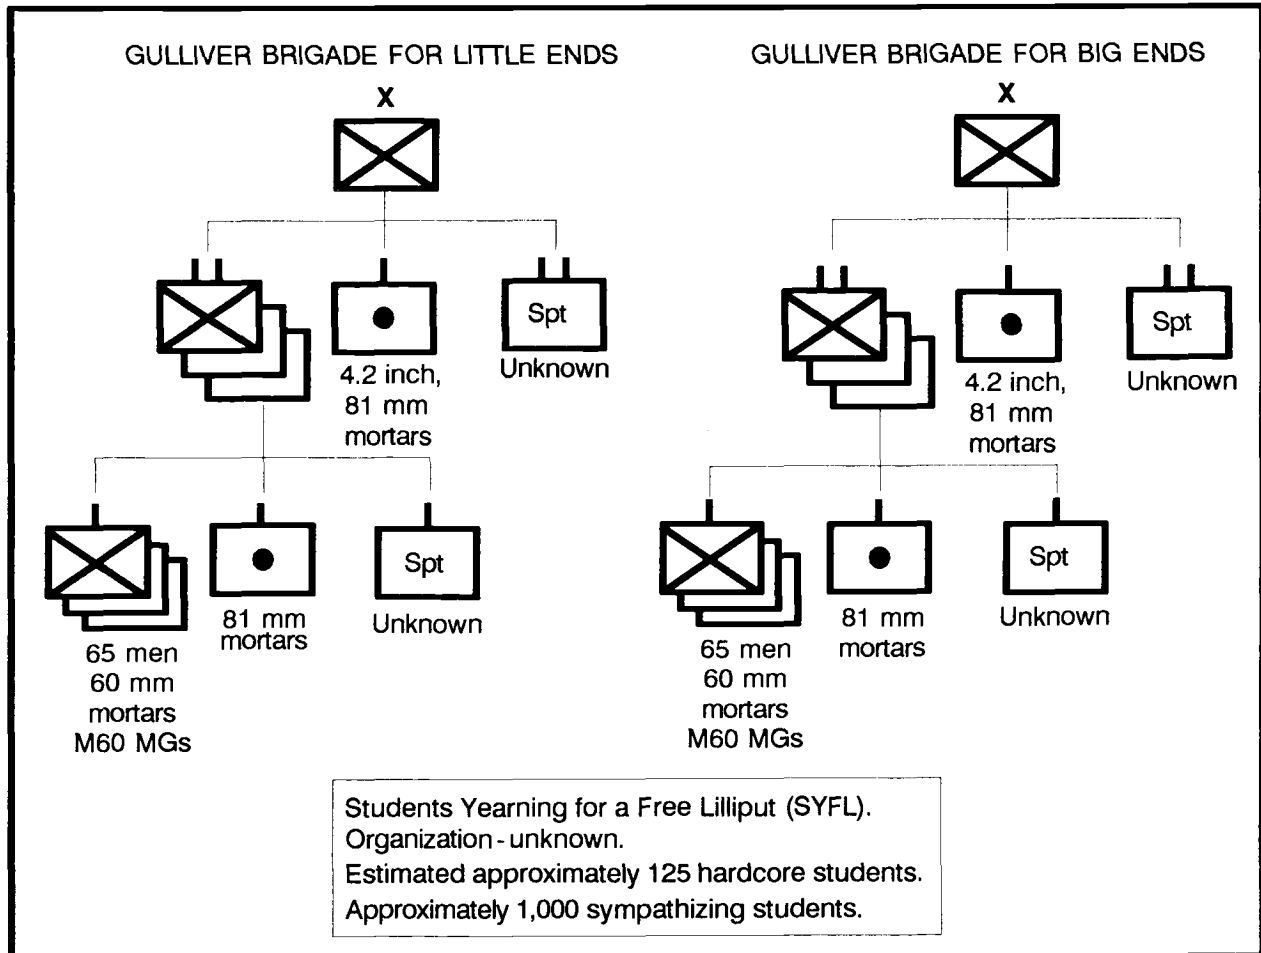 GULLIVER BRIGADE FOR LITTLE ENDS
X
Spt
Unknown
4.2 inch,
81 mm
mortars
65 men
60 mm
mortars
M60 MGs
81 mm
mortars
Spt
Unknown
GULLIVER BRIGADE FOR BIG ENDS
X
Spt
Unknown
4.2 inch,
81 mm
mortars
65 men
60 mm
mortars
M60 MGs
81 mm
mortars
Spt
Unknown
Students Yearning for a Free Lilliput (SYFL).
Organization - unknown.
Estimated approximately 125 hardcore students.
Approximately 1,000 sympathizing students.